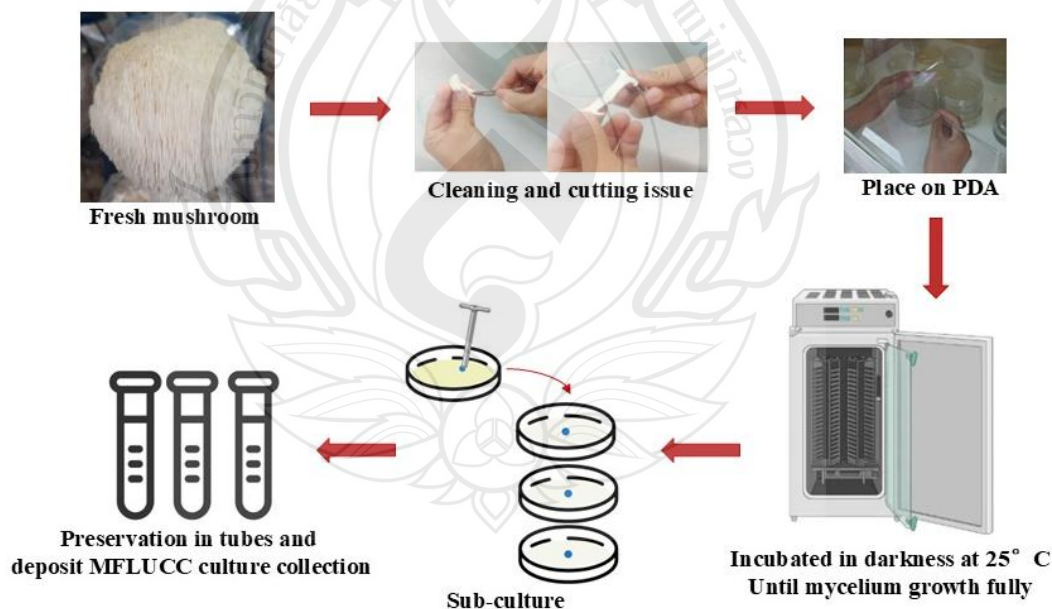 Fresh mushroom
Cleaning and cutting issue
Place on PDA
Incubated in darkness at 25° C
Until mycelium growth fully
Sub-culture
Preservation in tubes and
deposit MFLUCC culture collection